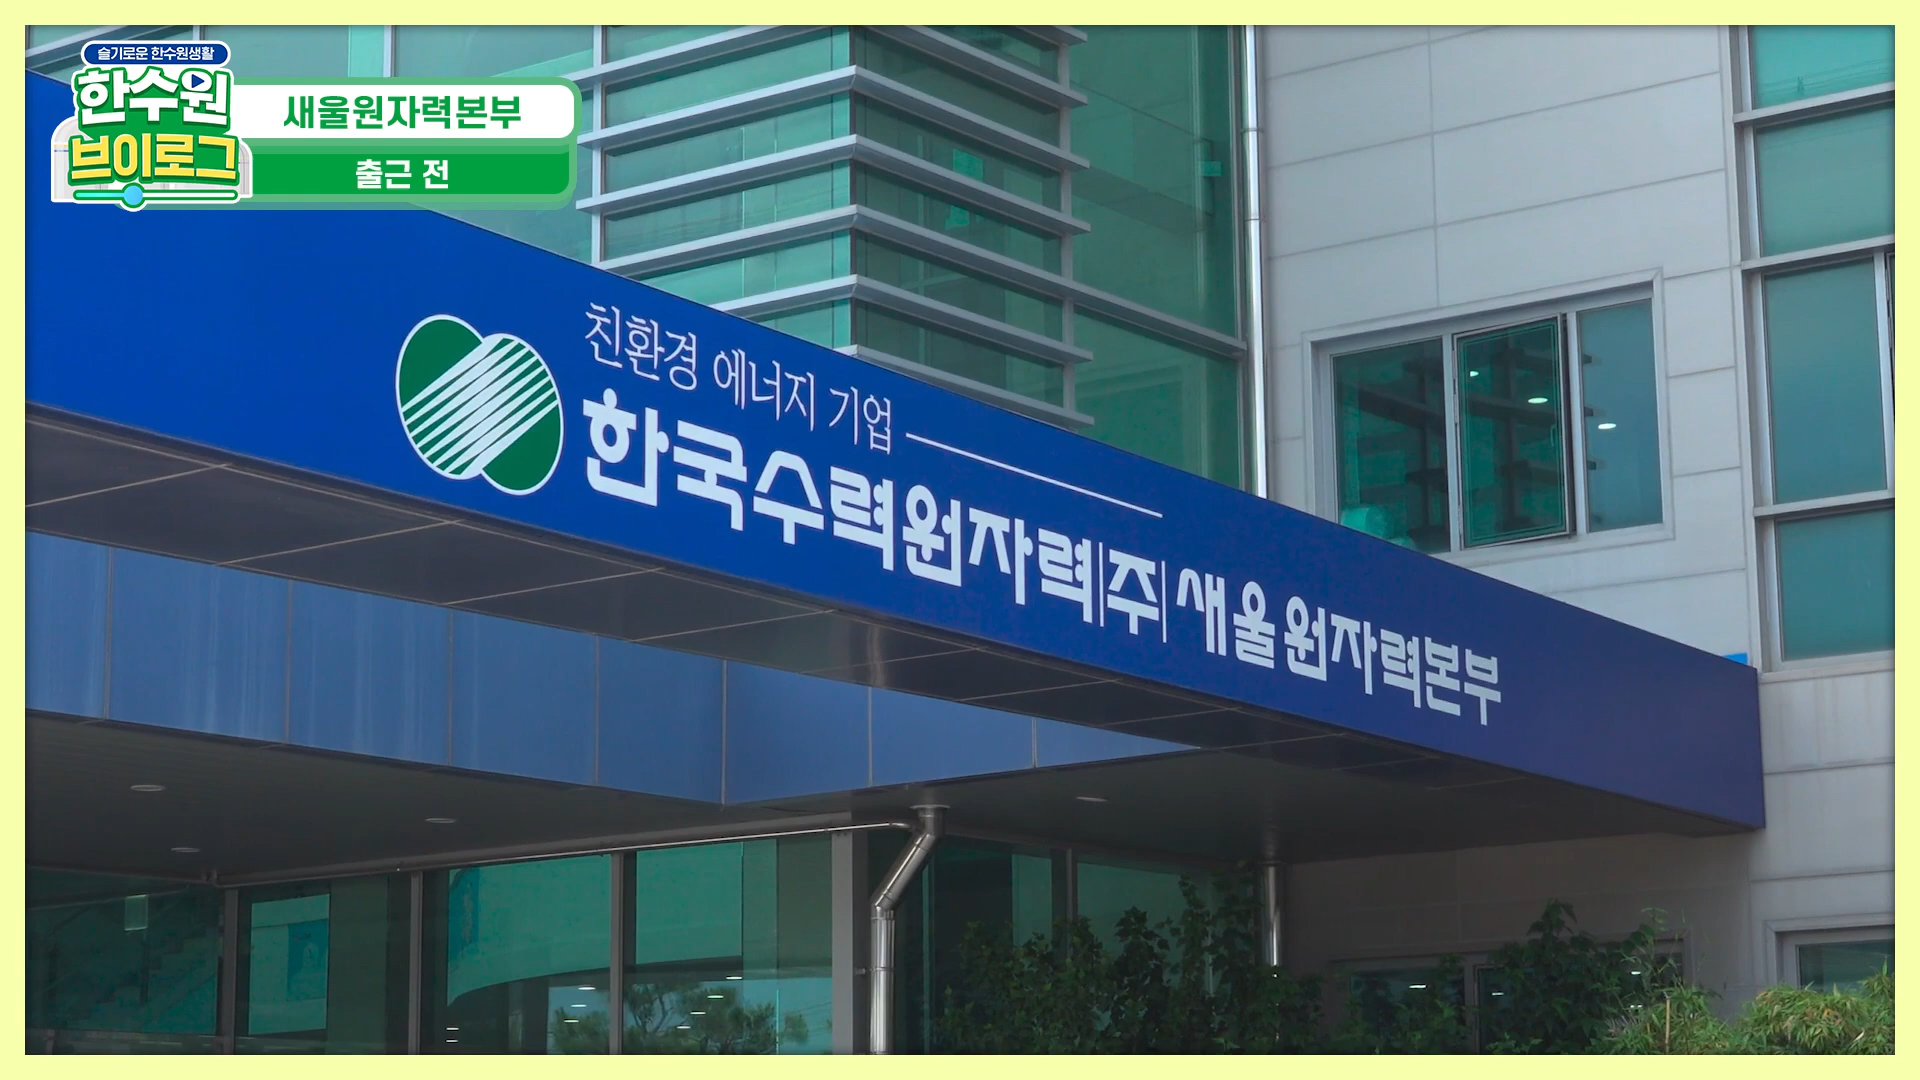 슬기로운 한수원생활
한수원
브이로그
새울원자력본부
출근 전
친환경 에너지 기업
한국수력원자력|주| 새울원자력본부